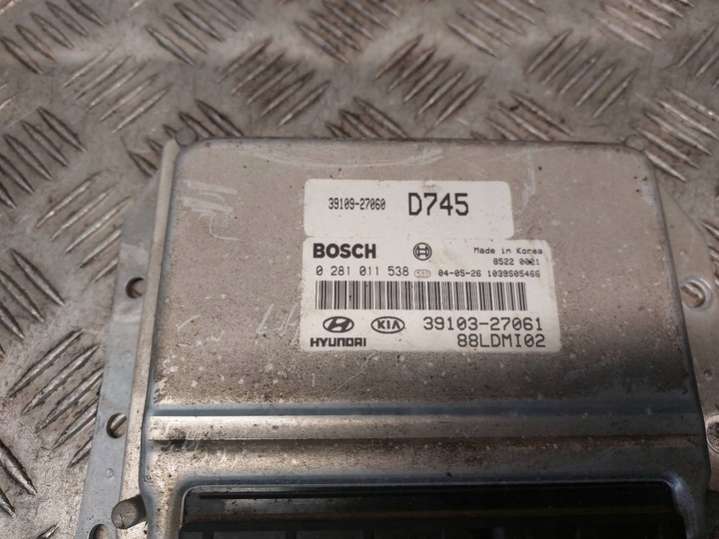 39109-27060 D745
BOSCH Made in Korea
8522 0021
0 281 011 538 04-05-26 1039S05466
HYUNDAI KIA 39103-27061
88LDMI02